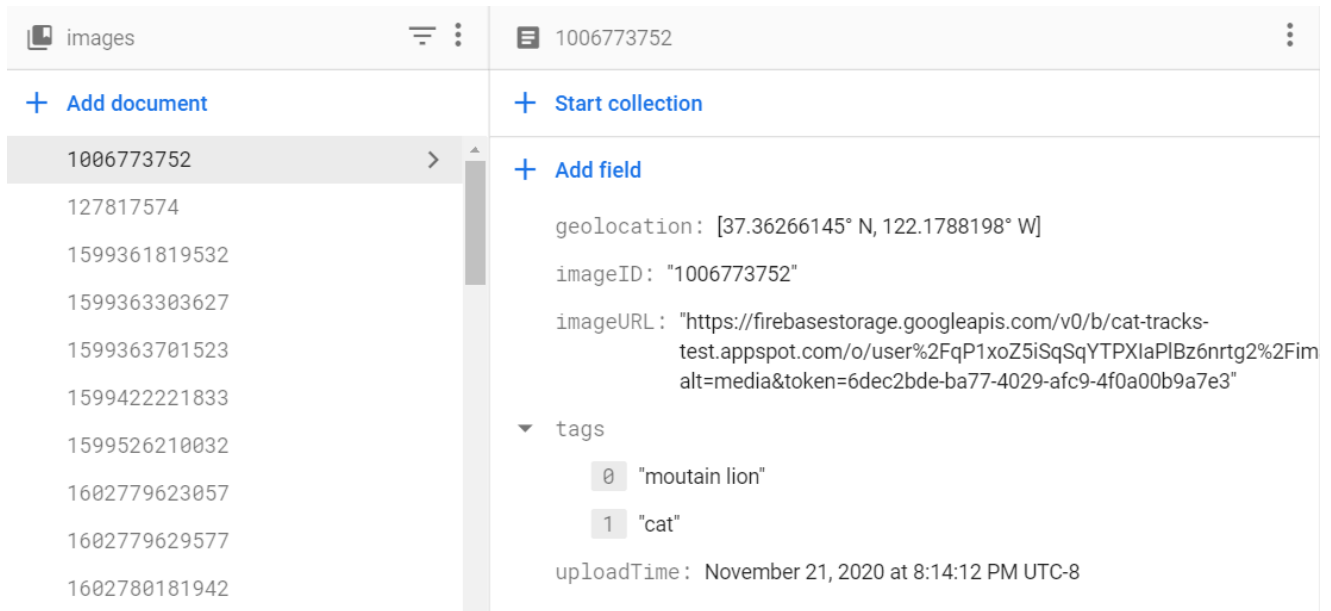 images
Add document
1006773752
127817574
1599361819532
1599363303627
1599363701523
1599422221833
1599526210032
1602779623057
1602779629577
1602780181942
1006773752
Start collection
Add field
geolocation: [37.36266145° N, 122.1788198° W]
imageID: "1006773752"
imageURL: "https://firebasestorage.googleapis.com/v0/b/cat-tracks-
test.appspot.com/o/user%2FqP1xoZ5iSqSqYTPXIaPlBz6nrtg2%2Fim
alt=media&token=6dec2bde-ba77-4029-afc9-4f0a00b9a7e3"
tags
0 "moutain lion"
1 "cat"
uploadTime: November 21, 2020 at 8:14:12 PM UTC-8